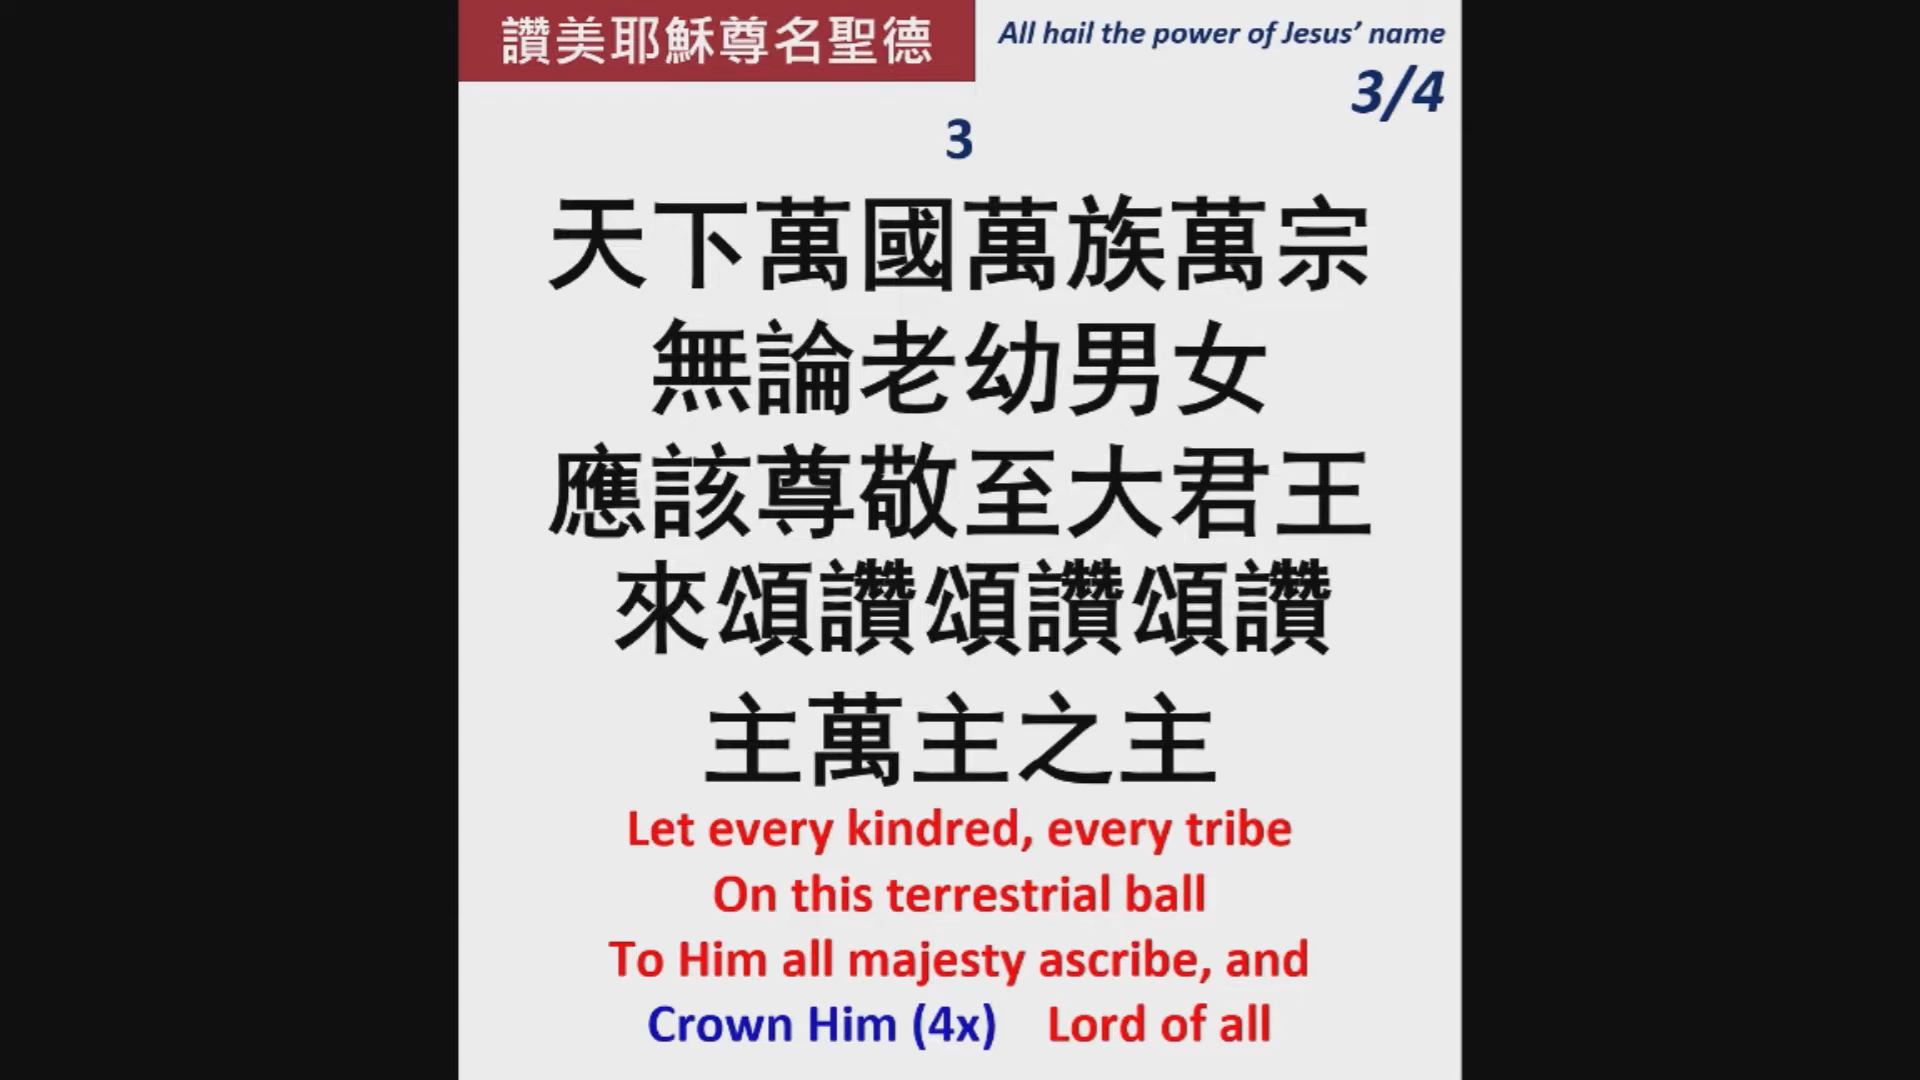 讚美耶穌尊名聖德
All hail the power of Jesus’ name
3/4
3
天下萬國萬族萬宗
無論老幼男女
應該尊敬至大君王
來頌讚頌讚頌讚
主萬主之主
Let every kindred, every tribe
On this terrestrial ball
To Him all majesty ascribe, and
Crown Him (4x) Lord of all